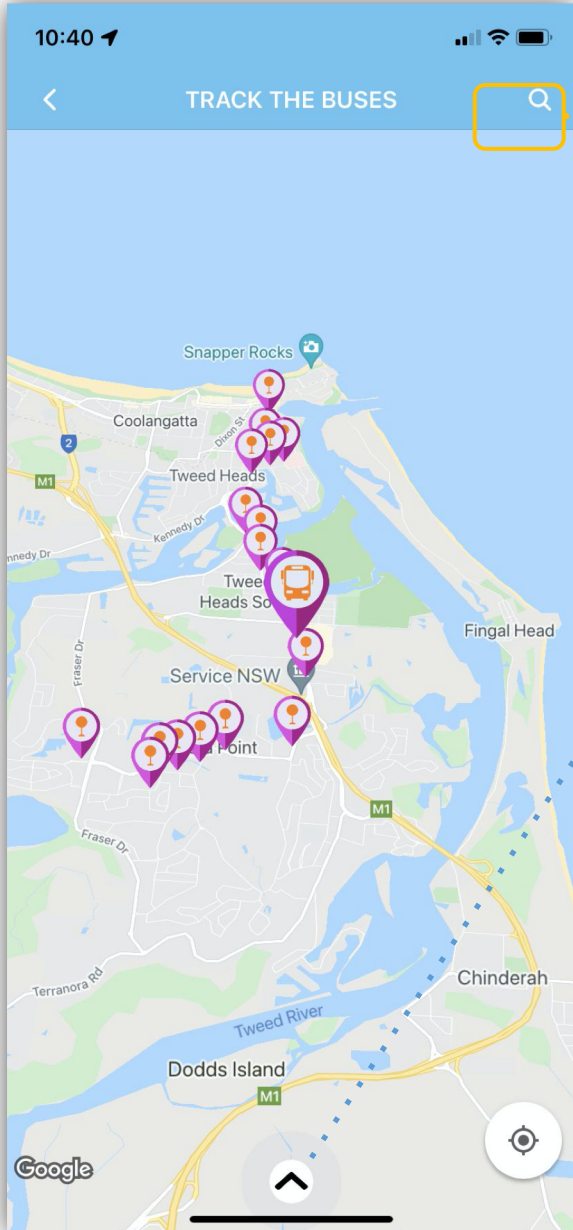 10:40
TRACK THE BUSES
Snapper Rocks
Coolangatta
Dixon St
2
M1
Tweed Heads
Kennedy Dr
nnedy Dr
Twee
Heads So
Fingal Head
Fraser Dr
Service NSW
Point
M1
Fraser Dr
Terranora Rd
Chinderah
Tweed River
Dodds Island
M1
Google